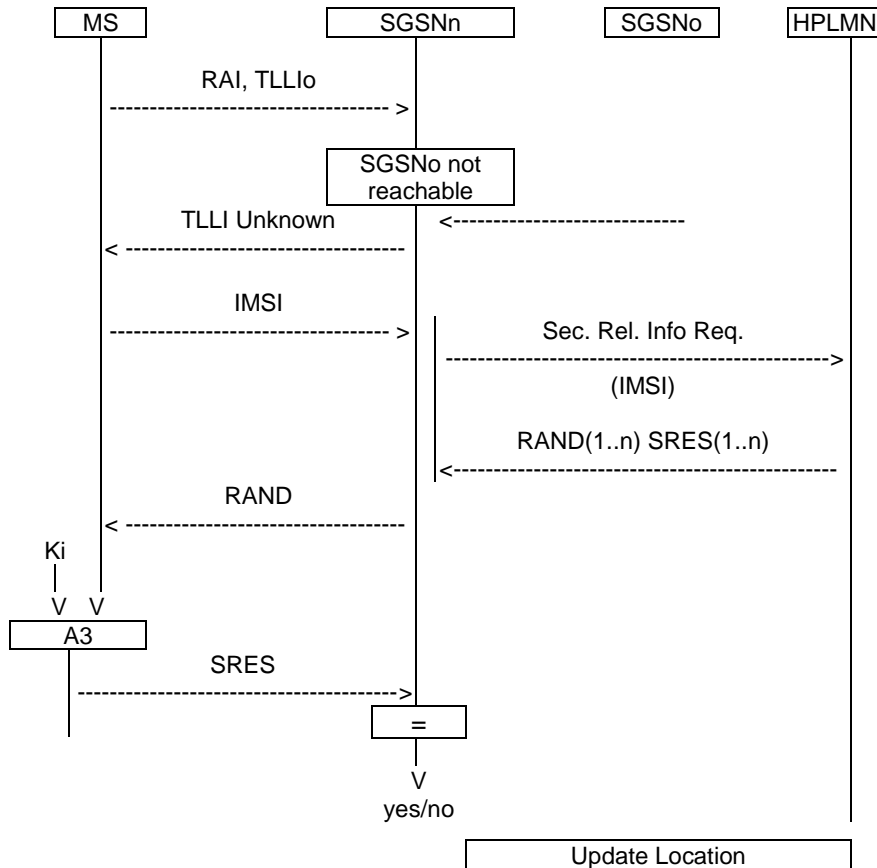 MS SGSNn SGSNo HPLMN
RAI, TLLIo
--------------------------------- >
SGSNo not
reachable
<-----------------------------
TLLI Unknown
< ---------------------------------
IMSI
--------------------------------- >
Sec. Rel. Info Req.
----------------------------------------------->
(IMSI)
RAND(1..n) SRES(1..n)
<----------------------------------------------
RAND
< ---------------------------------
Ki
V V
A3
SRES
--------------------------------------->
=
V
yes/no
Update Location